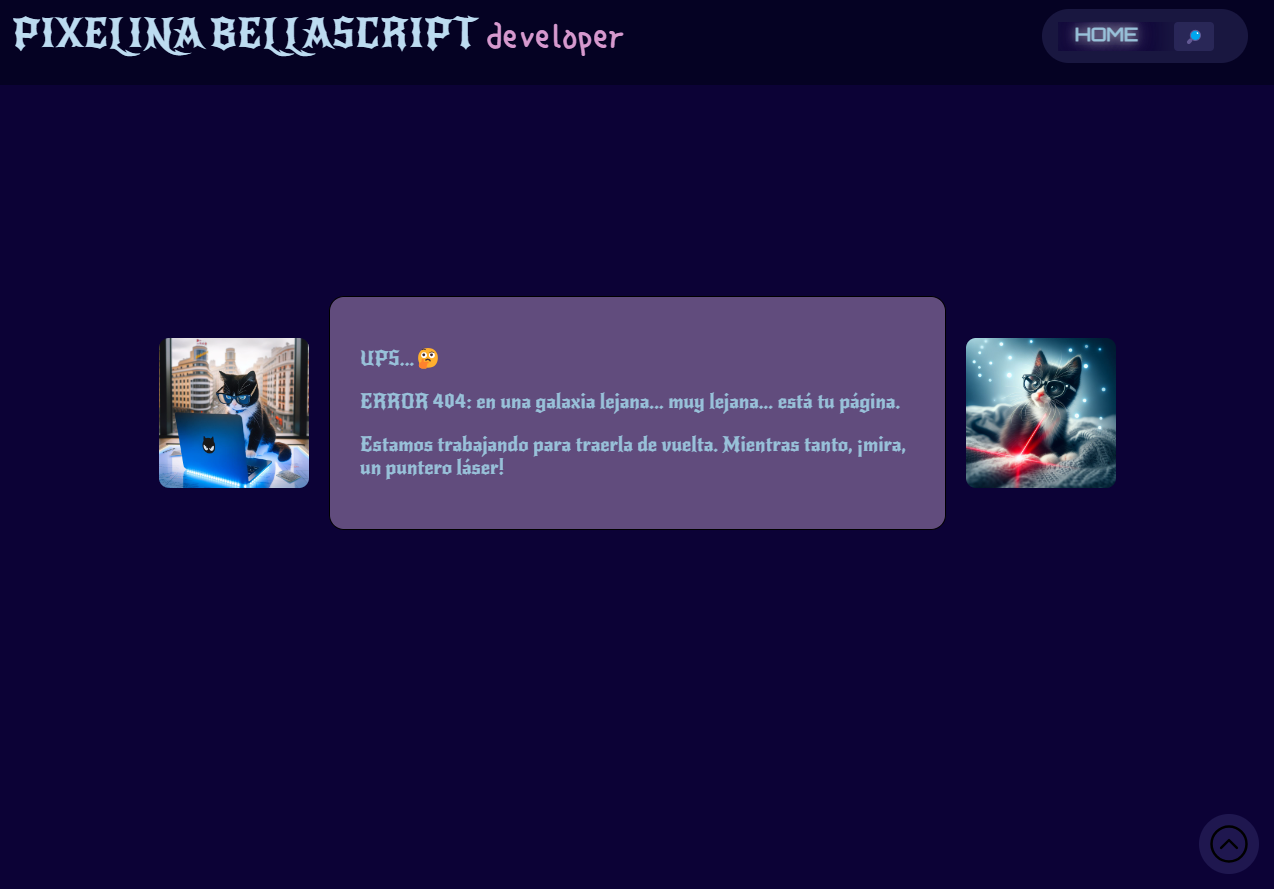 PIXELINA BELLASCRIPT developer
HOME
UPS...
ERROR 404: en una galaxia lejana... muy lejana... está tu página.
Estamos trabajando para traerla de vuelta. Mientras tanto, ¡mira,
un puntero láser!